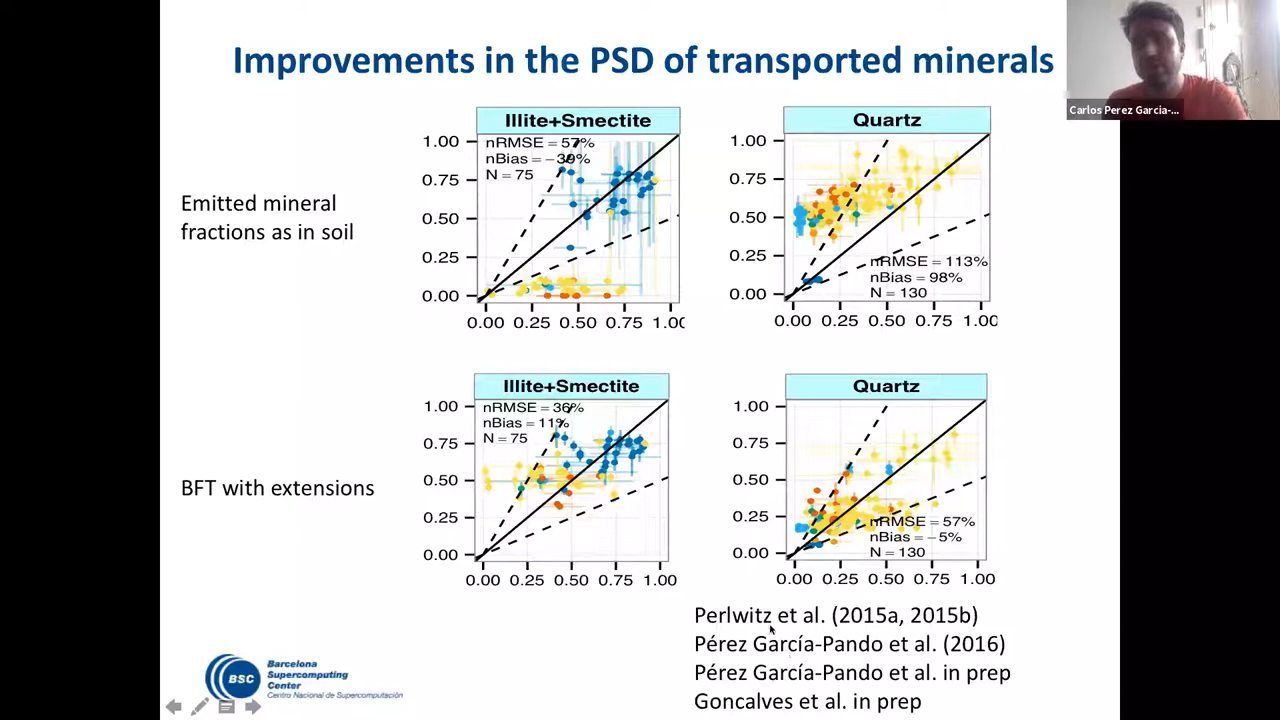 Improvements in the PSD of transported minerals
Carlos Perez Garcia-...
Emitted mineral
fractions as in soil
Illite+Smectite
nRMSE = 57%
nBias = −39%
N = 75
1.00
0.75
0.50
0.25
0.00
0.00 0.25 0.50 0.75 1.00
Quartz
1.00
0.75
0.50
0.25
0.00
nRMSE = 113%
nBias = 98%
N = 130
0.00 0.25 0.50 0.75 1.00
BFT with extensions
Illite+Smectite
nRMSE = 36%
nBias = 11%
N = 75
1.00
0.75
0.50
0.25
0.00
0.00 0.25 0.50 0.75 1.00
Quartz
1.00
0.75
0.50
0.25
0.00
nRMSE = 57%
nBias = −5%
N = 130
0.00 0.25 0.50 0.75 1.00
Perlwitz et al. (2015a, 2015b)
Pérez García-Pando et al. (2016)
Pérez García-Pando et al. in prep
Goncalves et al. in prep
BSC
Barcelona
Supercomputing
Center
Centro Nacional de Supercomputación